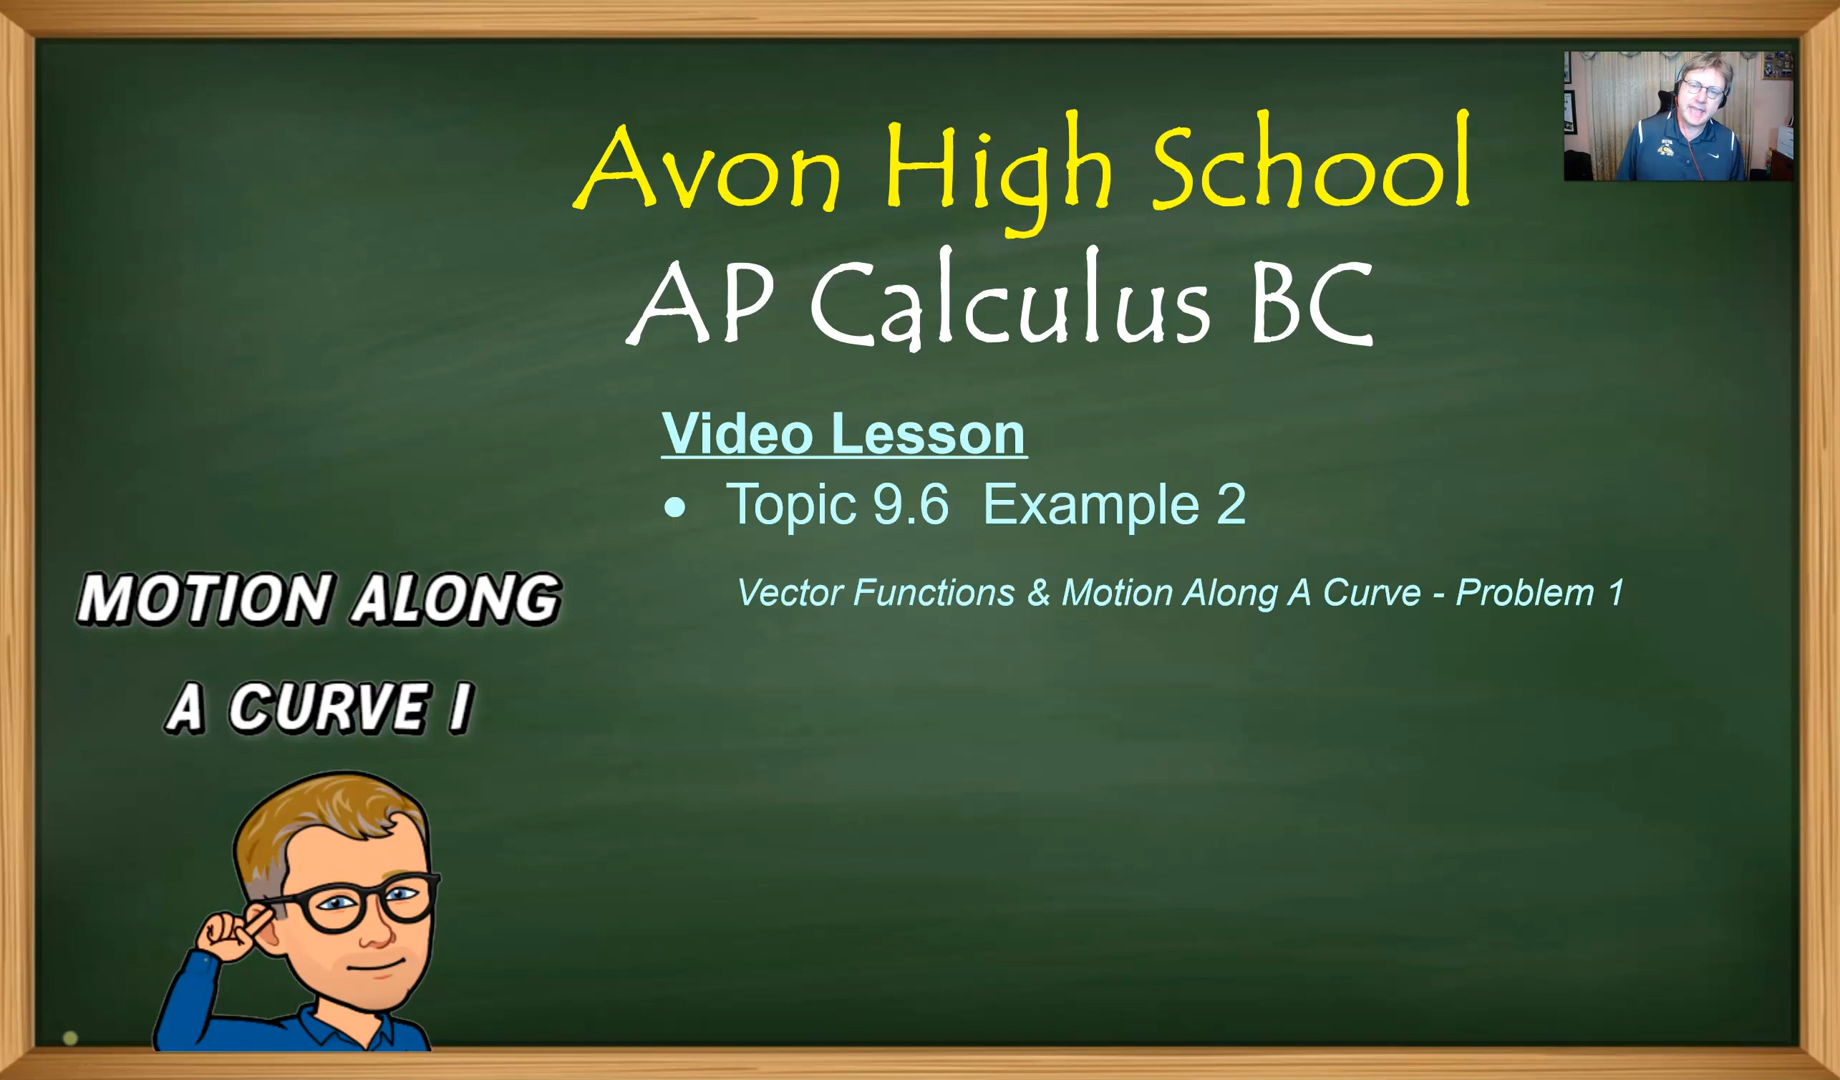 Avon High School
AP Calculus BC
Video Lesson
• Topic 9.6 Example 2
Vector Functions & Motion Along A Curve - Problem 1
MOTION ALONG
A CURVE I